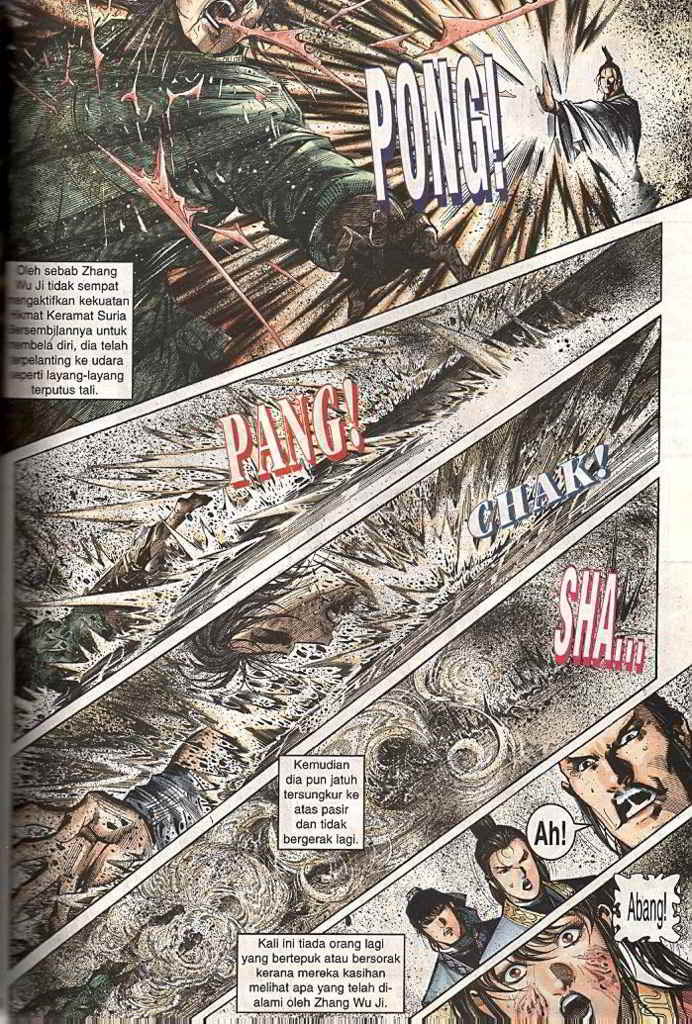 PONG!
Oleh sebab Zhang
Wu Ji tidak sempat
mengaktifkan kekuatan
Hikmat Keramat Suria
Bersembilannya untuk
membela diri, dia telah
terpelanting ke udara
seperti layang-layang
terputus tali.
PANG!
CHAK!
SHA...
Kemudian
dia pun jatuh
tersungkur ke
atas pasir
dan tidak
bergerak lagi.
Ah!
Abang!
Kali ini tiada orang lagi
yang bertepuk atau bersorak
kerana mereka kasihan
melihat apa yang telah di-
alami oleh Zhang Wu Ji.